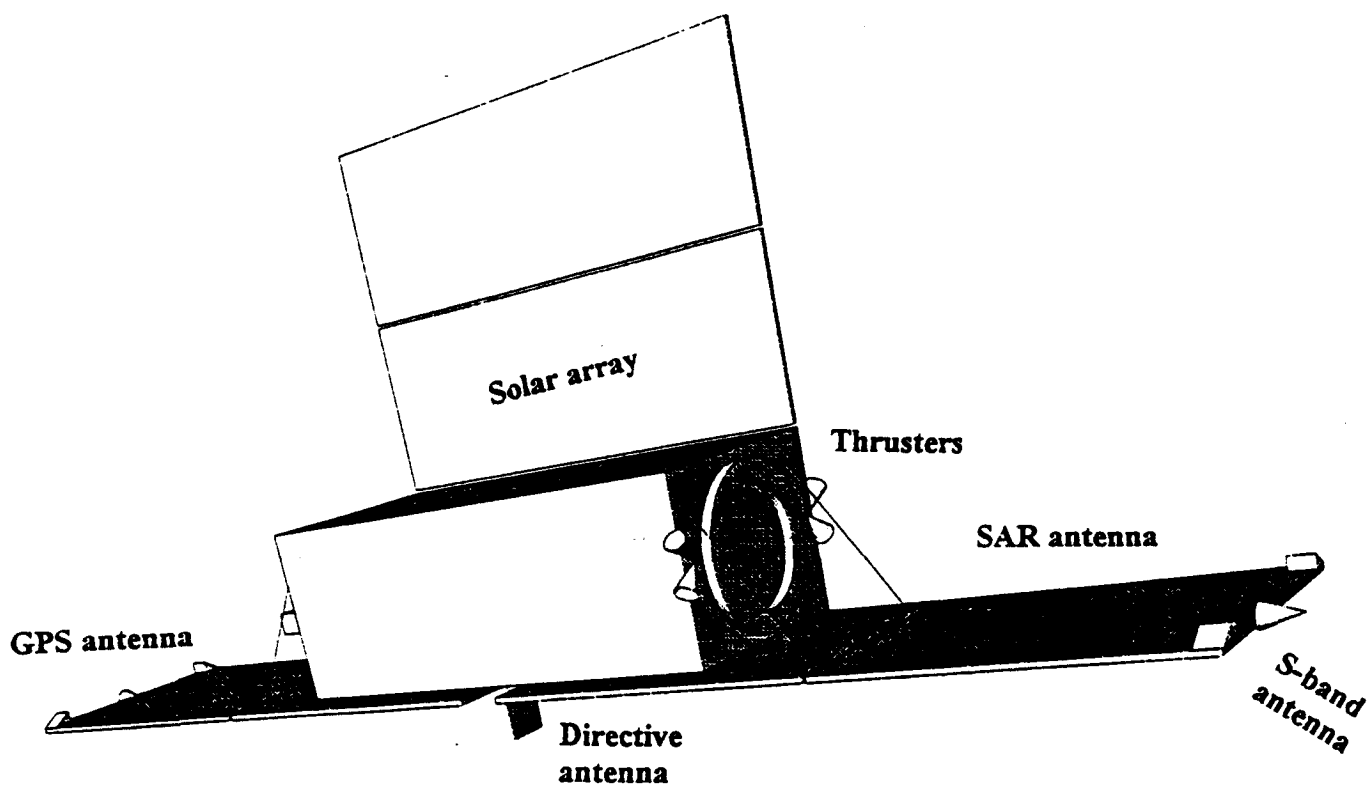 Solar array
Thrusters
SAR antenna
GPS antenna
S-band
antenna
Directive
antenna